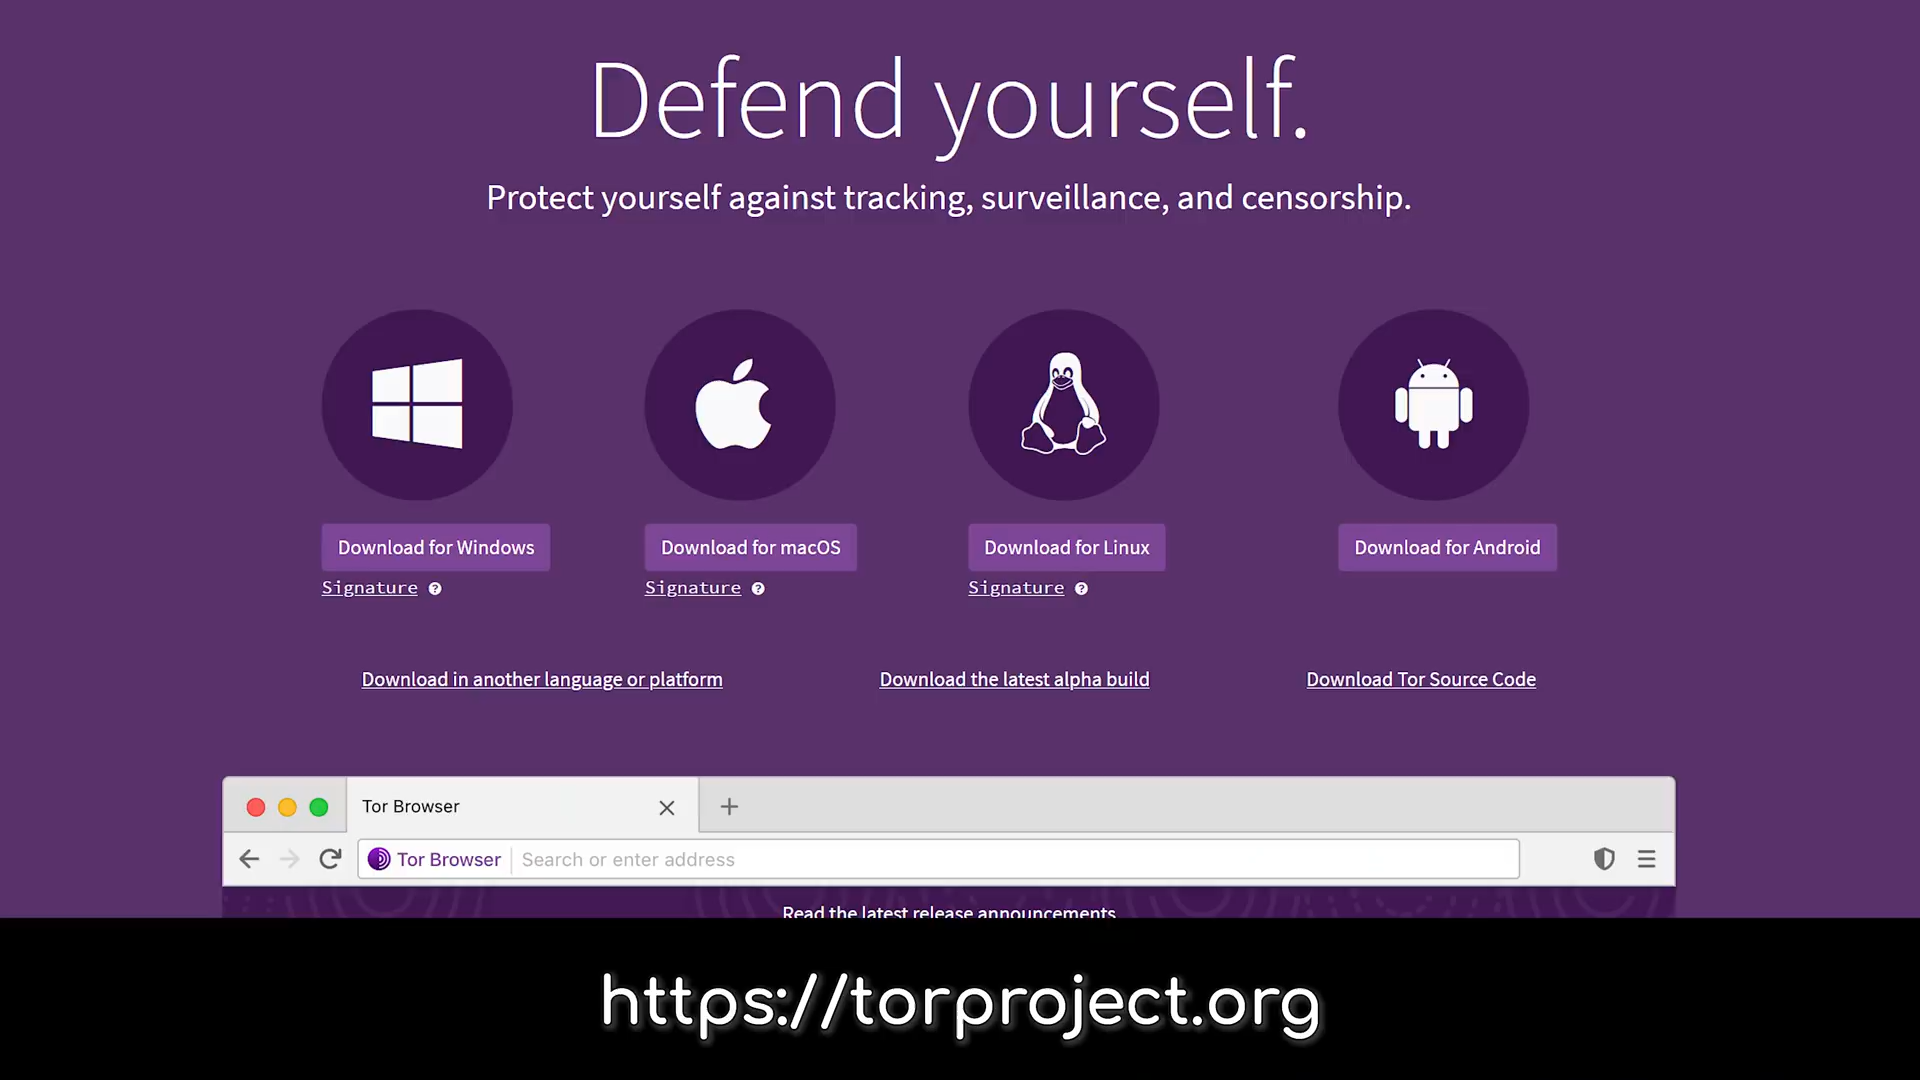 Defend yourself.
Protect yourself against tracking, surveillance, and censorship.
Download for Windows
Download for macOS
Download for Linux
Download for Android
Signature ?
Signature ?
Signature ?
Download in another language or platform
Download the latest alpha build
Download Tor Source Code
Tor Browser
Tor Browser
Search or enter address
Read the latest release announcements
https://torproject.org